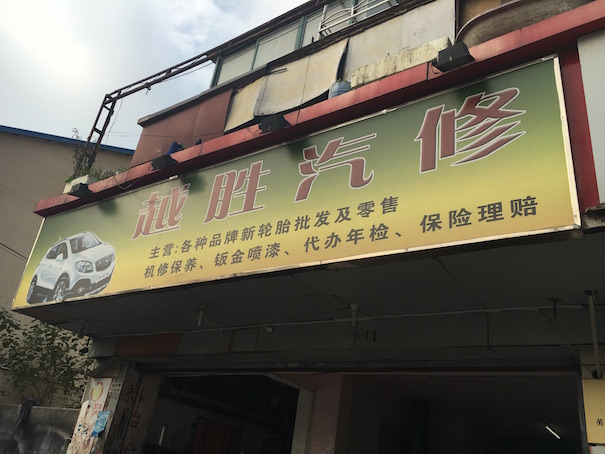 越胜汽修
主营:各种品牌新轮胎批发及零售
机修保养、钣金喷漆、代办年检、保险理赔
英